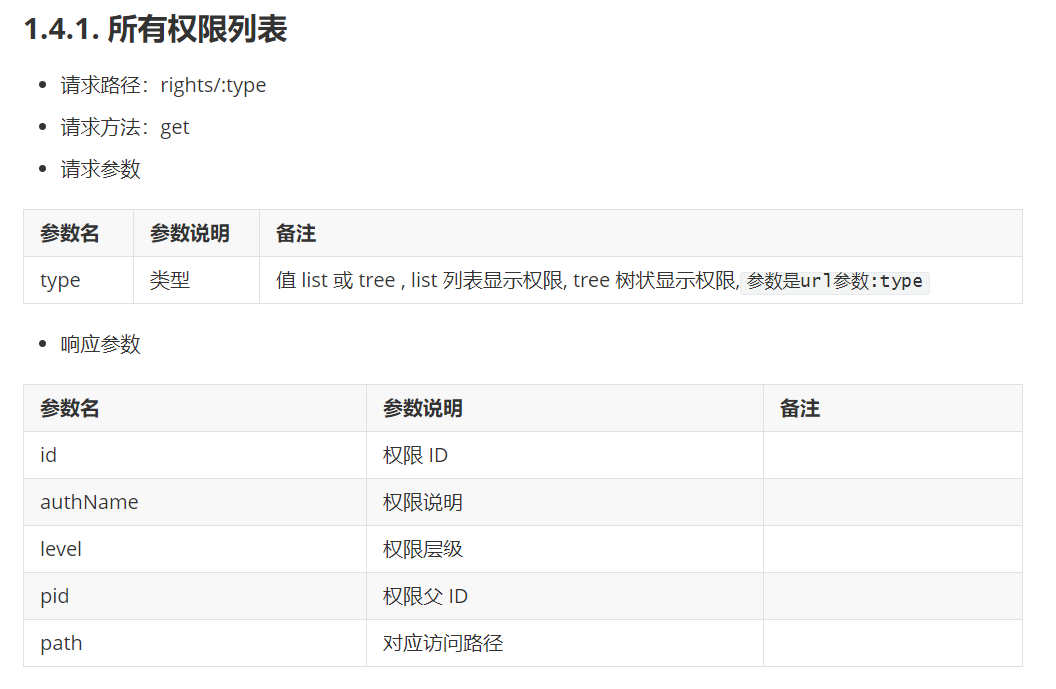 1.4.1. 所有权限列表
请求路径：rights/:type
请求方法：get
请求参数
参数名 参数说明 备注
type 类型 值 list 或 tree , list 列表显示权限, tree 树状显示权限,参数是url参数:type
响应参数
参数名 参数说明 备注
id 权限 ID
authName 权限说明
level 权限层级
pid 权限父 ID
path 对应访问路径